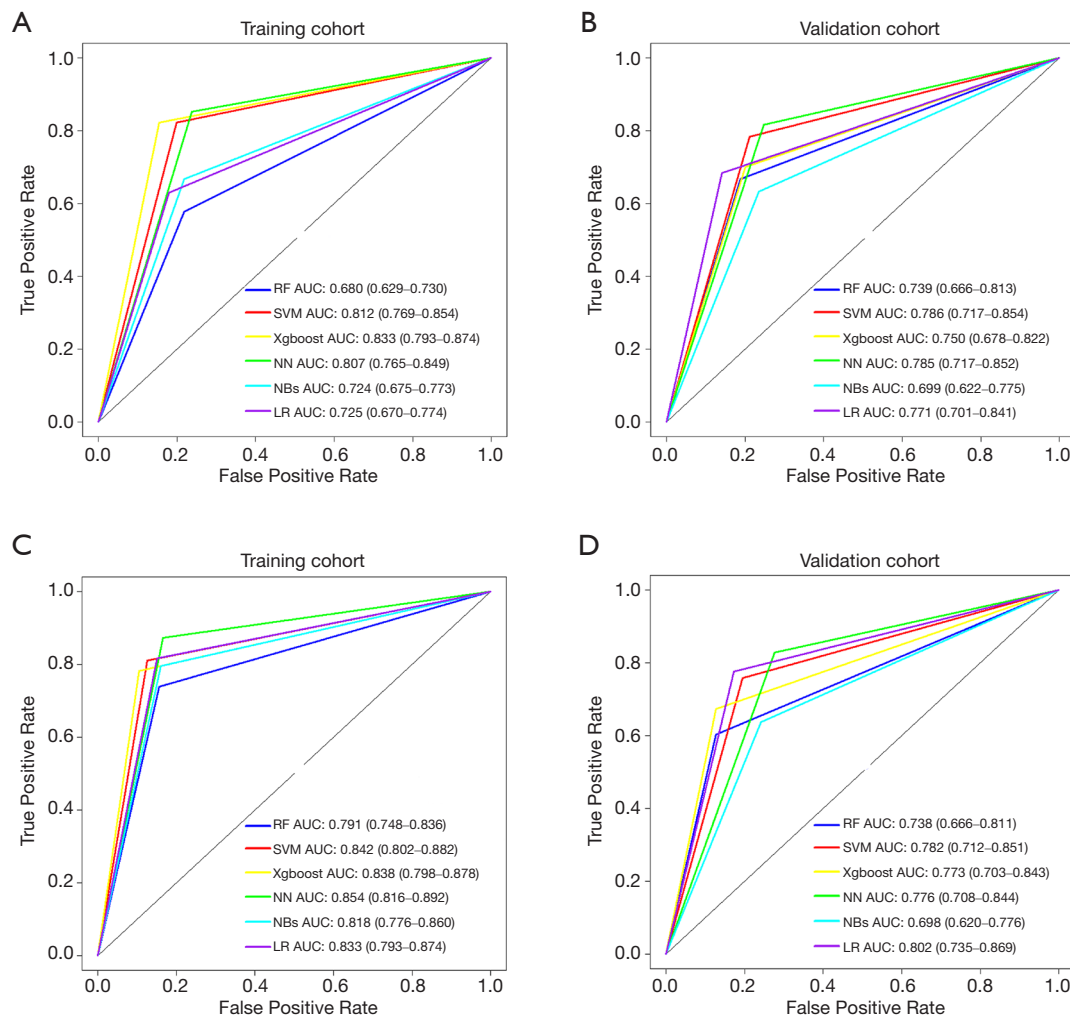 A
Training cohort
True Positive Rate
1.0
0.8
0.6
0.4
0.2
0.0
RF AUC: 0.680 (0.629–0.730)
SVM AUC: 0.812 (0.769–0.854)
Xgboost AUC: 0.833 (0.793–0.874)
NN AUC: 0.807 (0.765–0.849)
NBs AUC: 0.724 (0.675–0.773)
LR AUC: 0.725 (0.670–0.774)
0.0 0.2 0.4 0.6 0.8 1.0
False Positive Rate
B
Validation cohort
True Positive Rate
1.0
0.8
0.6
0.4
0.2
0.0
RF AUC: 0.739 (0.666–0.813)
SVM AUC: 0.786 (0.717–0.854)
Xgboost AUC: 0.750 (0.678–0.822)
NN AUC: 0.785 (0.717–0.852)
NBs AUC: 0.699 (0.622–0.775)
LR AUC: 0.771 (0.701–0.841)
0.0 0.2 0.4 0.6 0.8 1.0
False Positive Rate
C
Training cohort
True Positive Rate
1.0
0.8
0.6
0.4
0.2
0.0
RF AUC: 0.791 (0.748–0.836)
SVM AUC: 0.842 (0.802–0.882)
Xgboost AUC: 0.838 (0.798–0.878)
NN AUC: 0.854 (0.816–0.892)
NBs AUC: 0.818 (0.776–0.860)
LR AUC: 0.833 (0.793–0.874)
0.0 0.2 0.4 0.6 0.8 1.0
False Positive Rate
D
Validation cohort
True Positive Rate
1.0
0.8
0.6
0.4
0.2
0.0
RF AUC: 0.738 (0.666–0.811)
SVM AUC: 0.782 (0.712–0.851)
Xgboost AUC: 0.773 (0.703–0.843)
NN AUC: 0.776 (0.708–0.844)
NBs AUC: 0.698 (0.620–0.776)
LR AUC: 0.802 (0.735–0.869)
0.0 0.2 0.4 0.6 0.8 1.0
False Positive Rate